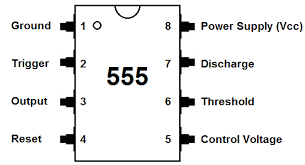 Ground 1 8 Power Supply (Vcc)
Trigger 2 7 Discharge
555
Output 3 6 Threshold
Reset 4 5 Control Voltage